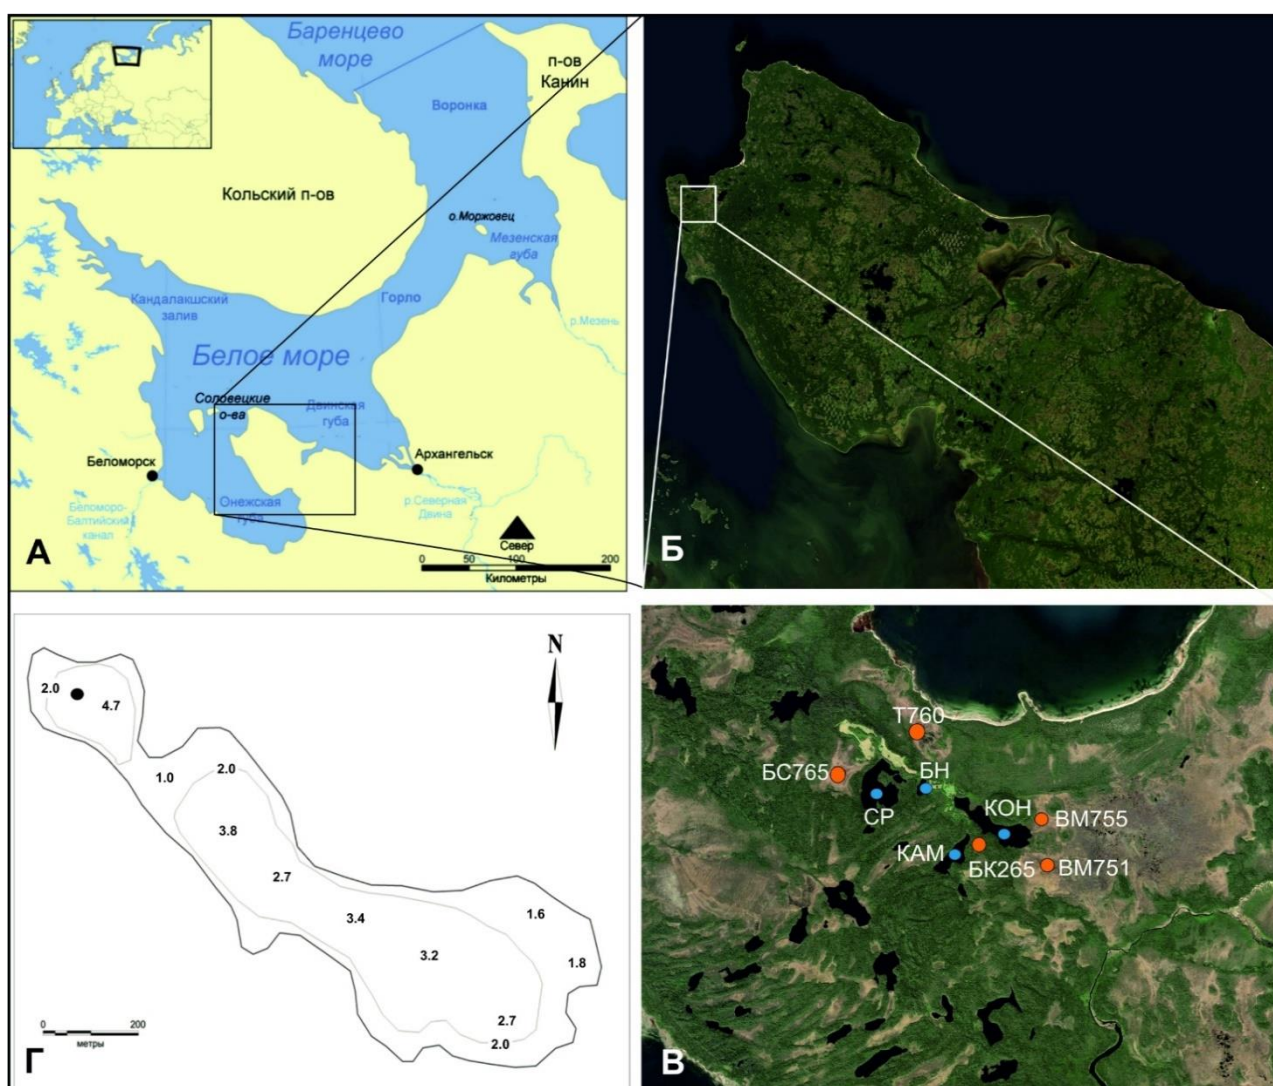 Баренцево
море
п-ов
Канин
Воронка
Кольский п-ов
о.Моржовец
Мезенская
губа
Кандалакшский
залив
Горло
р.Мезень
Белое море
Соловецкие
о-ва
Двинская
губа
Беломорск
Архангельск
Онежская
губа
р.Северная
Двина
Беломоро-
Балтийский
канал
Север
0 50 100 200
Километры
А
Б
2.0
4.7
1.0
2.0
3.8
2.7
3.4
3.2
1.6
1.8
2.7
2.0
N
0 200
метры
Г
Т760
БС765
БН
СР
КОН
ВМ755
КАМ
БК265
ВМ751
В